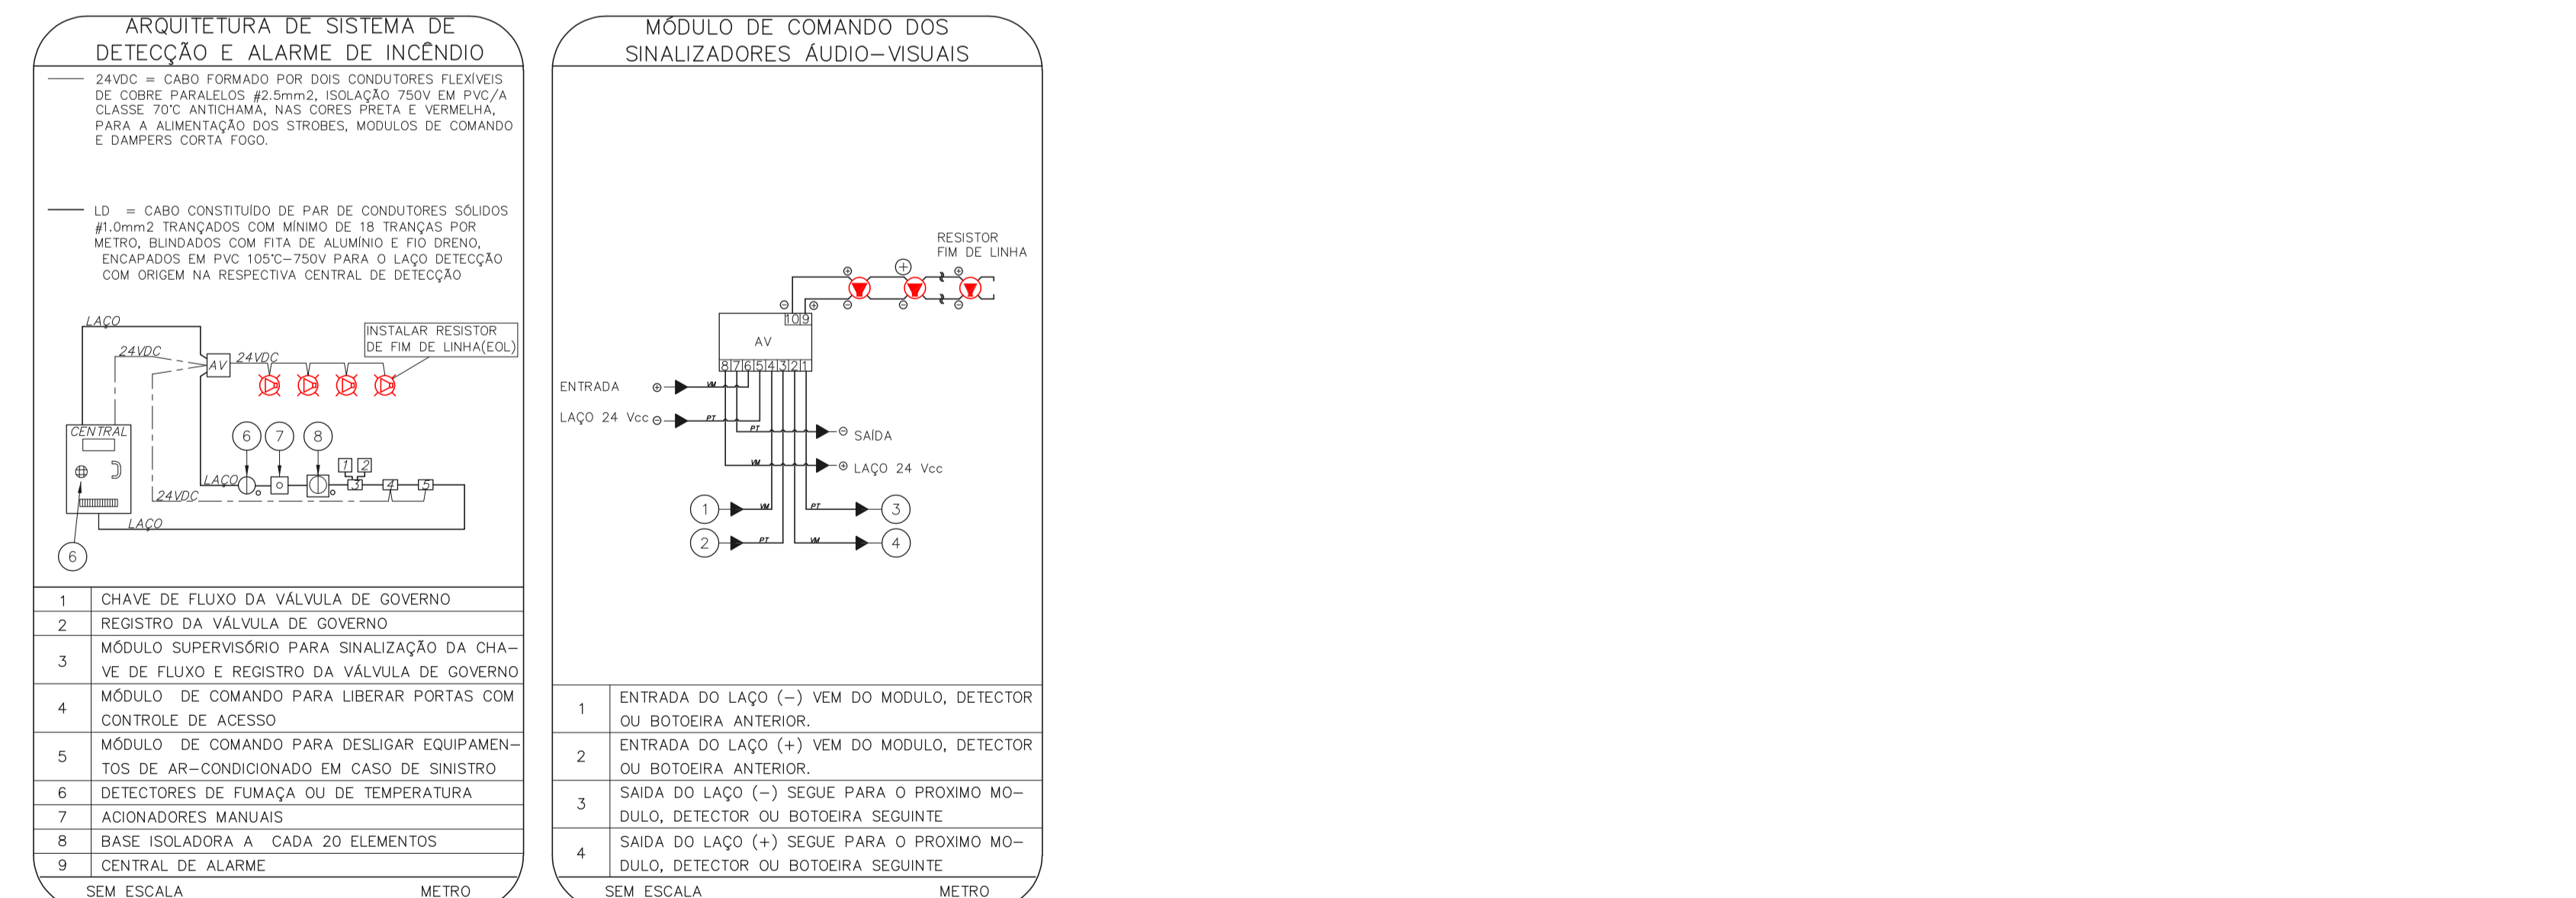 ARQUITETURA DE SISTEMA DE
DETECÇÃO E ALARME DE INCÊNDIO
24VDC = CABO FORMADO POR DOIS CONDUTORES FLEXÍVEIS
DE COBRE PARALELOS #2.5mm2, ISOLAÇÃO 750V EM PVC/A
CLASSE 70°C ANTICHAMA, NAS CORES PRETA E VERMELHA,
PARA A ALIMENTAÇÃO DOS STROBES, MODULOS DE COMANDO
E DAMPERS CORTA FOGO.
LD = CABO CONSTITUÍDO DE PAR DE CONDUTORES SÓLIDOS
#1.0mm2 TRANÇADOS COM MÍNIMO DE 18 TRANÇAS POR
METRO, BLINDADOS COM FITA DE ALUMÍNIO E FIO DRENO,
ENCAPADOS EM PVC 105°C-750V PARA O LAÇO DETECÇÃO
COM ORIGEM NA RESPECTIVA CENTRAL DE DETECÇÃO
LAÇO
INSTALAR RESISTOR
DE FIM DE LINHA(EOL)
24VDC
AV
24VDC
CENTRAL
6
7
8
1
2
LAÇO
3
4
5
24VDC
LAÇO
6
1 CHAVE DE FLUXO DA VÁLVULA DE GOVERNO
2 REGISTRO DA VÁLVULA DE GOVERNO
3 MÓDULO SUPERVISÓRIO PARA SINALIZAÇÃO DA CHA-
VE DE FLUXO E REGISTRO DA VÁLVULA DE GOVERNO
4 MÓDULO DE COMANDO PARA LIBERAR PORTAS COM
CONTROLE DE ACESSO
5 MÓDULO DE COMANDO PARA DESLIGAR EQUIPAMEN-
TOS DE AR-CONDICIONADO EM CASO DE SINISTRO
6 DETECTORES DE FUMAÇA OU DE TEMPERATURA
7 ACIONADORES MANUAIS
8 BASE ISOLADORA A CADA 20 ELEMENTOS
9 CENTRAL DE ALARME
SEM ESCALA METRO
MÓDULO DE COMANDO DOS
SINALIZADORES ÁUDIO-VISUAIS
RESISTOR
FIM DE LINHA
+ + +
- + - - -
10 9
AV
8 7 6 5 4 3 2 1
ENTRADA + VM
LAÇO 24 Vcc - PT
PT - SAÍDA
VM + LAÇO 24 Vcc
1 VM PT 3
2 PT VM 4
1 ENTRADA DO LAÇO (-) VEM DO MODULO, DETECTOR
OU BOTOEIRA ANTERIOR.
2 ENTRADA DO LAÇO (+) VEM DO MODULO, DETECTOR
OU BOTOEIRA ANTERIOR.
3 SAIDA DO LAÇO (-) SEGUE PARA O PROXIMO MO-
DULO, DETECTOR OU BOTOEIRA SEGUINTE
4 SAIDA DO LAÇO (+) SEGUE PARA O PROXIMO MO-
DULO, DETECTOR OU BOTOEIRA SEGUINTE
SEM ESCALA METRO